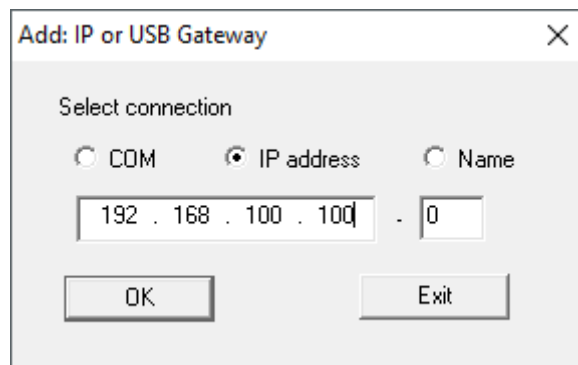 Add: IP or USB Gateway
Select connection
COM IP address Name
192 . 168 . 100 . 100 - 0
OK Exit